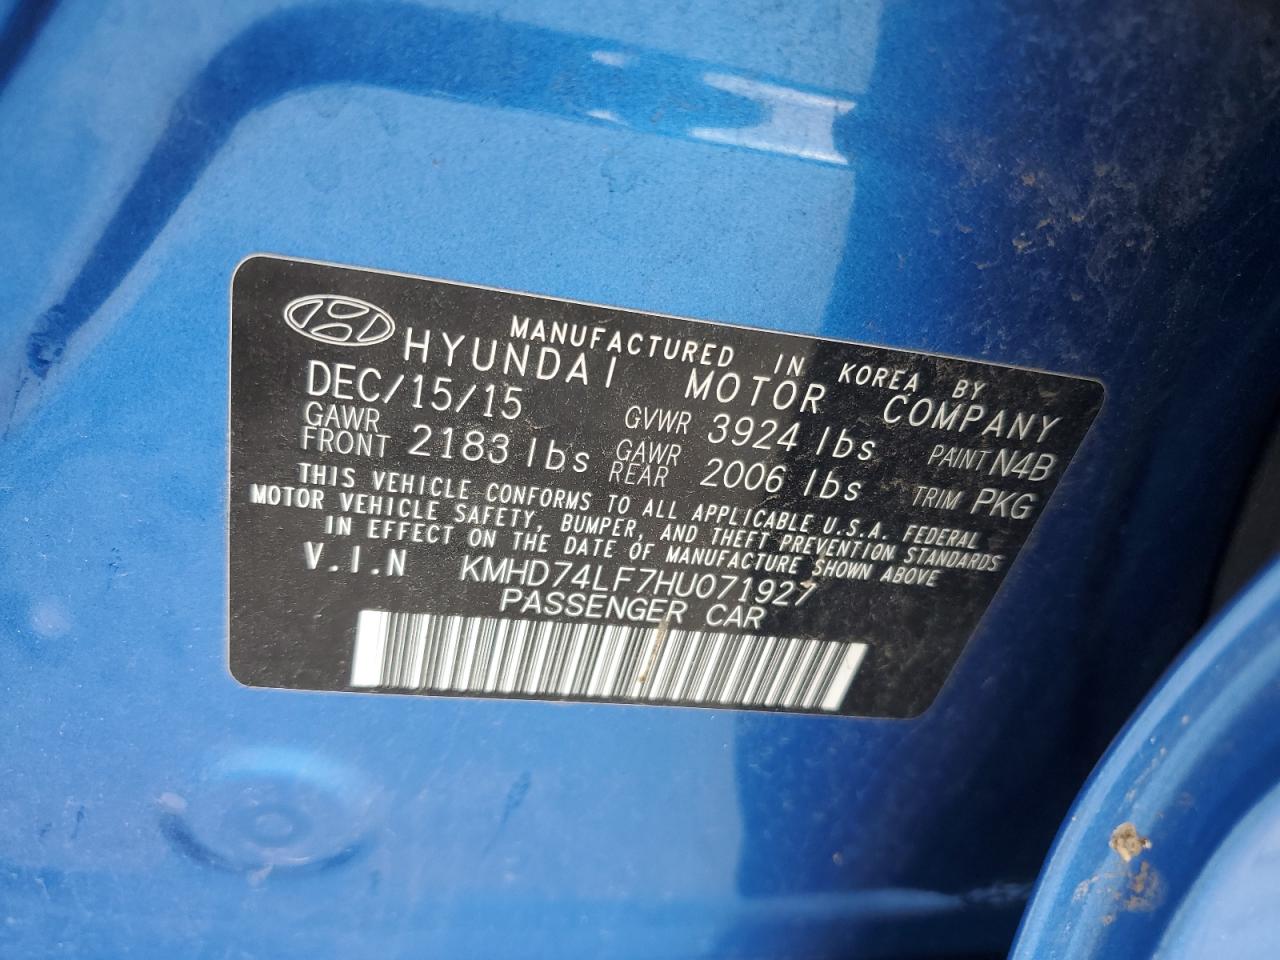 MANUFACTURED IN KOREA BY
HYUNDAI MOTOR COMPANY
DEC/15/15 GVWR 3924 lbs PAINT N4B
GAWR FRONT 2183 lbs GAWR REAR 2006 lbs TRIM PKG
THIS VEHICLE CONFORMS TO ALL APPLICABLE U.S.A. FEDERAL
MOTOR VEHICLE SAFETY, BUMPER, AND THEFT PREVENTION STANDARDS
IN EFFECT ON THE DATE OF MANUFACTURE SHOWN ABOVE
V.I.N KMHD74LF7HU071927
PASSENGER CAR